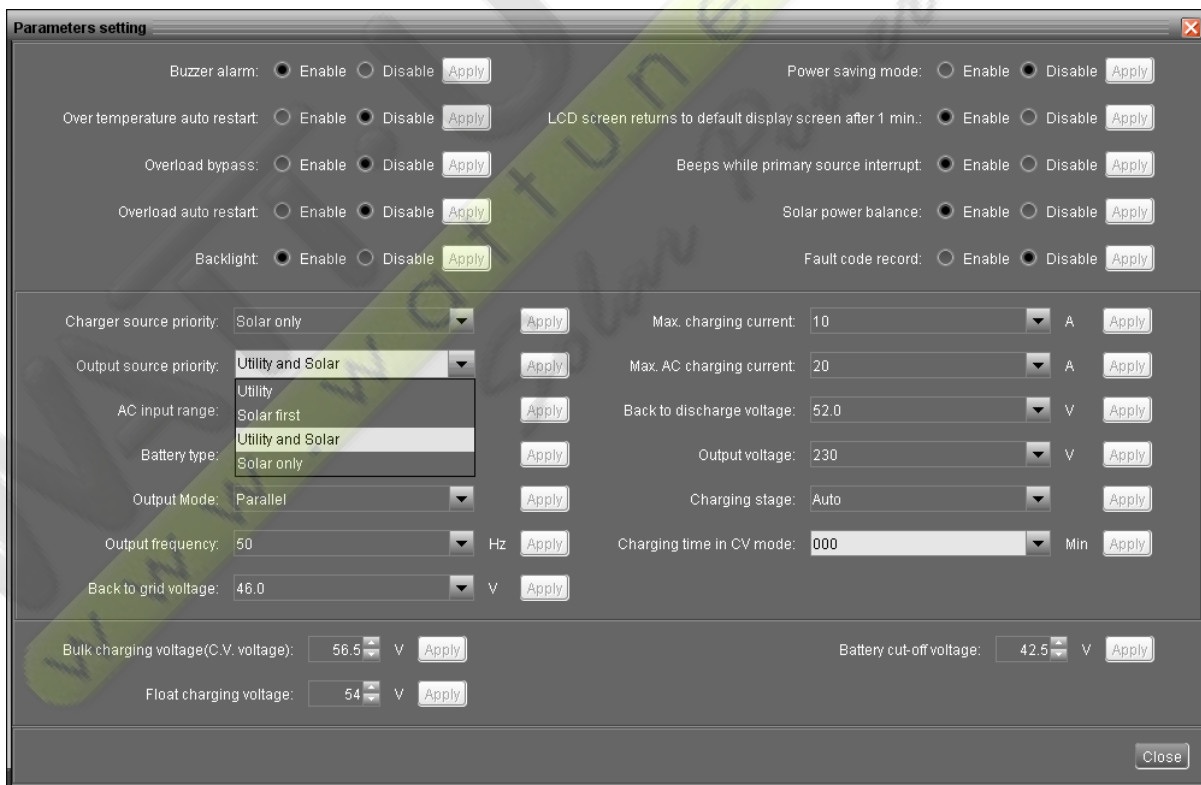 Parameters setting
Buzzer alarm: Enable Disable Apply
Power saving mode: Enable Disable Apply
Over temperature auto restart: Enable Disable Apply
LCD screen returns to default display screen after 1 min.: Enable Disable Apply
Overload bypass: Enable Disable Apply
Beeps while primary source interrupt: Enable Disable Apply
Overload auto restart: Enable Disable Apply
Solar power balance: Enable Disable Apply
Backlight: Enable Disable Apply
Fault code record: Enable Disable Apply
Charger source priority: Solar only Apply
Max. charging current: 10 A Apply
Output source priority: Utility and Solar Apply
Max. AC charging current: 20 A Apply
Utility
Solar first
Utility and Solar
Solar only
AC input range: Apply
Back to discharge voltage: 52.0 V Apply
Battery type: Apply
Output voltage: 230 V Apply
Output Mode: Parallel Apply
Charging stage: Auto Apply
Output frequency: 50 Hz Apply
Charging time in CV mode: 000 Min Apply
Back to grid voltage: 46.0 V Apply
Bulk charging voltage(C.V. voltage): 56.5 V Apply
Battery cut-off voltage: 42.5 V Apply
Float charging voltage: 54 V Apply
Close
Solar Power